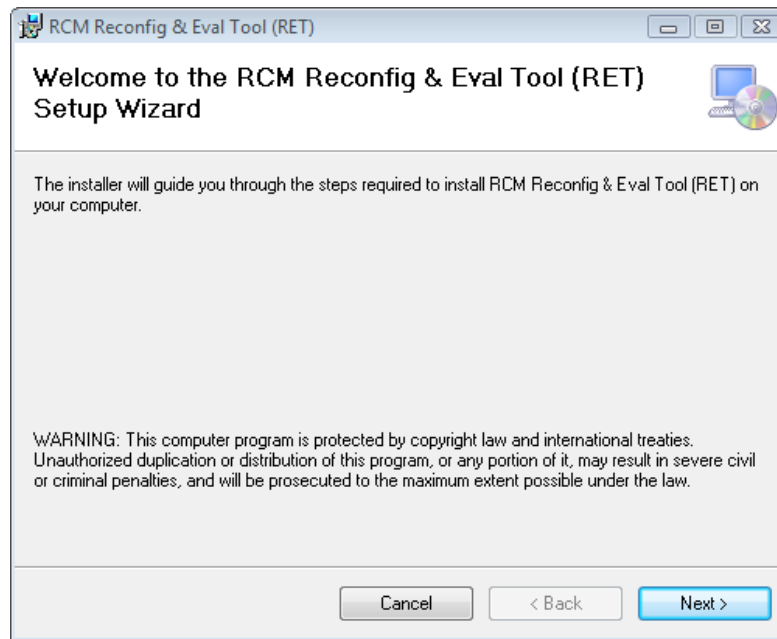 RCM Reconfig & Eval Tool (RET)
Welcome to the RCM Reconfig & Eval Tool (RET)
Setup Wizard
The installer will guide you through the steps required to install RCM Reconfig & Eval Tool (RET) on
your computer.
WARNING: This computer program is protected by copyright law and international treaties.
Unauthorized duplication or distribution of this program, or any portion of it, may result in severe civil
or criminal penalties, and will be prosecuted to the maximum extent possible under the law.
Cancel
< Back
Next >